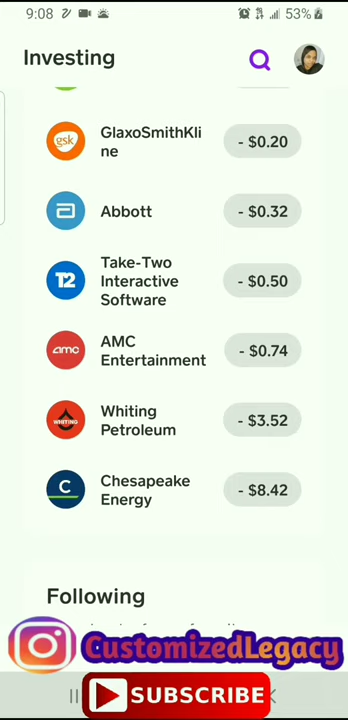 9:08
53%
Investing
gsk
GlaxoSmithKli
ne
- $0.20
Abbott
- $0.32
T2
Take-Two
Interactive
Software
- $0.50
amc
AMC
Entertainment
- $0.74
WHITING
Whiting
Petroleum
- $3.52
C
Chesapeake
Energy
- $8.42
Following
CustomizedLegacy
SUBSCRIBE